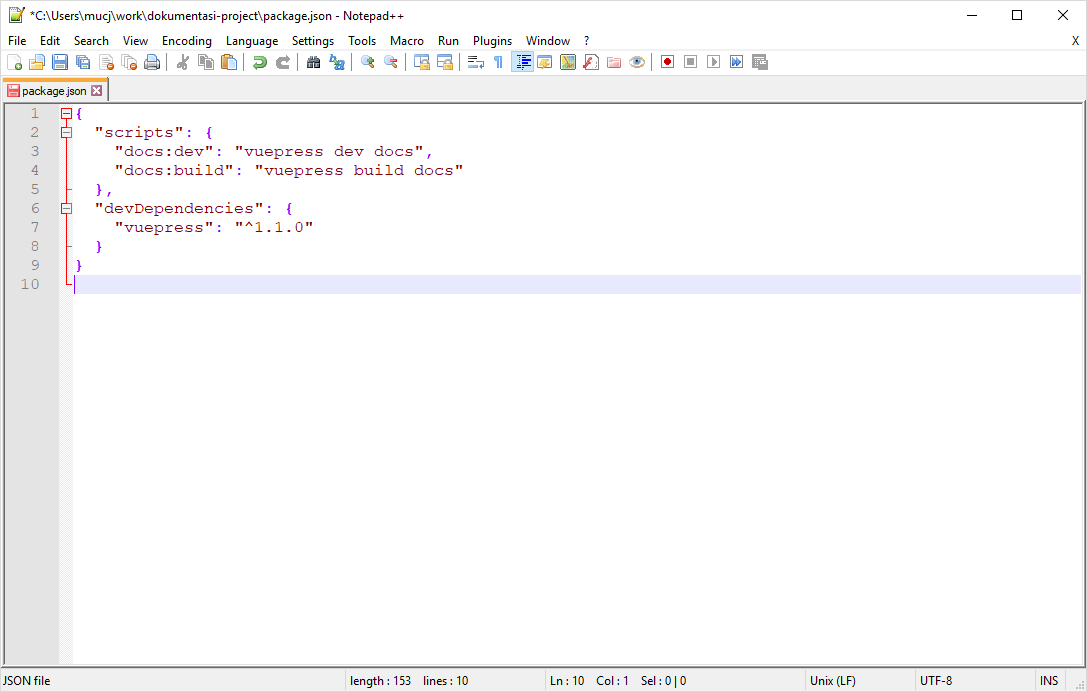 *C:\Users\mucj\work\dokumentasi-project\package.json - Notepad++
File Edit Search View Encoding Language Settings Tools Macro Run Plugins Window ? X
package.json
1 {
2 "scripts": {
3 "docs:dev": "vuepress dev docs",
4 "docs:build": "vuepress build docs"
5 },
6 "devDependencies": {
7 "vuepress": "^1.1.0"
8 }
9 }
10
JSON file length : 153 lines : 10 Ln : 10 Col : 1 Sel : 0 | 0 Unix (LF) UTF-8 INS